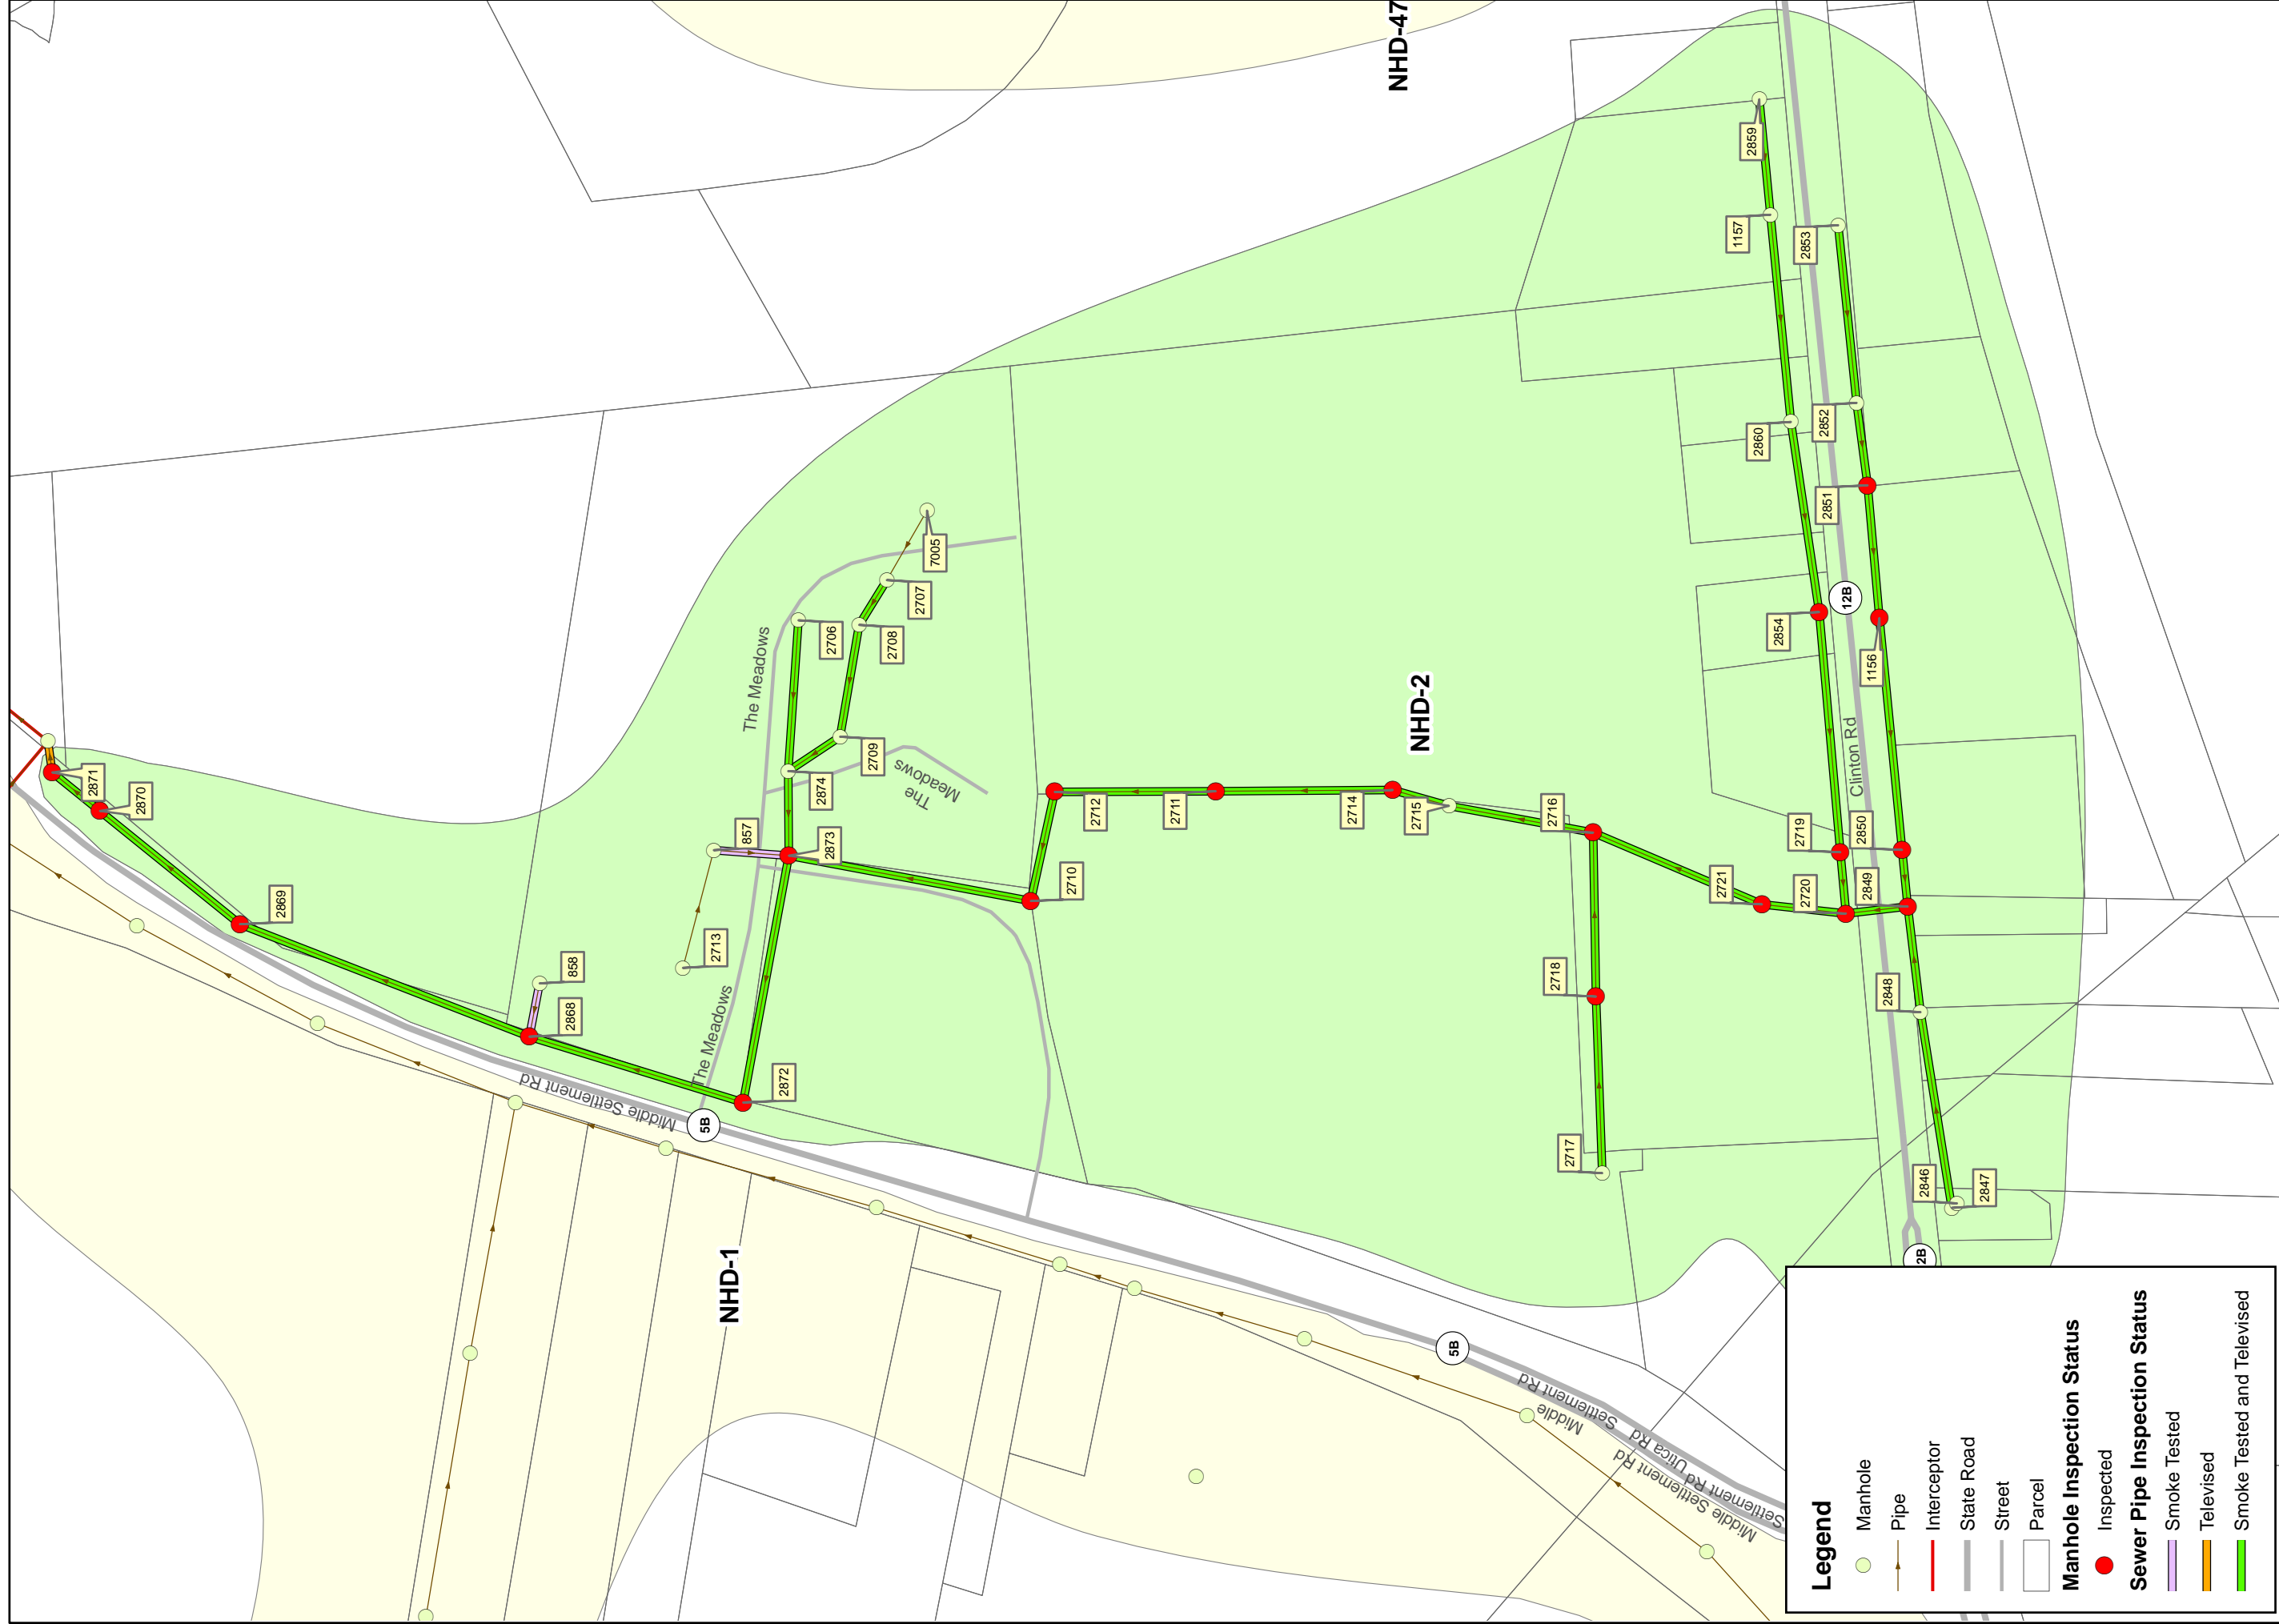 NHD-47
NHD-1
NHD-2
2871
2870
2869
858
2868
2713
857
2872
2873
2874
2709
2706
2708
2707
7005
2710
2712
2711
2714
2715
2716
2718
2717
2721
2720
2719
2850
2849
2848
2846
2847
1156
2854
2851
2852
2860
2853
1157
2859
The Meadows
The
Meadows
The Meadows
Middle Settlement Rd
Clinton Rd
12B
5B
5B
2B
Middle
Settlement Rd
Settlement Rd Utica Rd
Middle Settlement Rd
Legend
Manhole
Pipe
Interceptor
State Road
Street
Parcel
Manhole Inspection Status
Inspected
Sewer Pipe Inspection Status
Smoke Tested
Televised
Smoke Tested and Televised